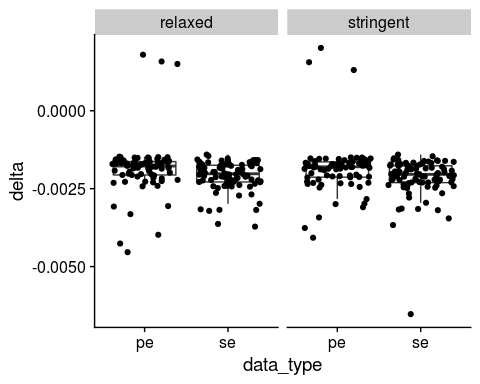 relaxed stringent
0.0000
-0.0025
-0.0050
delta
pe se pe se
data_type